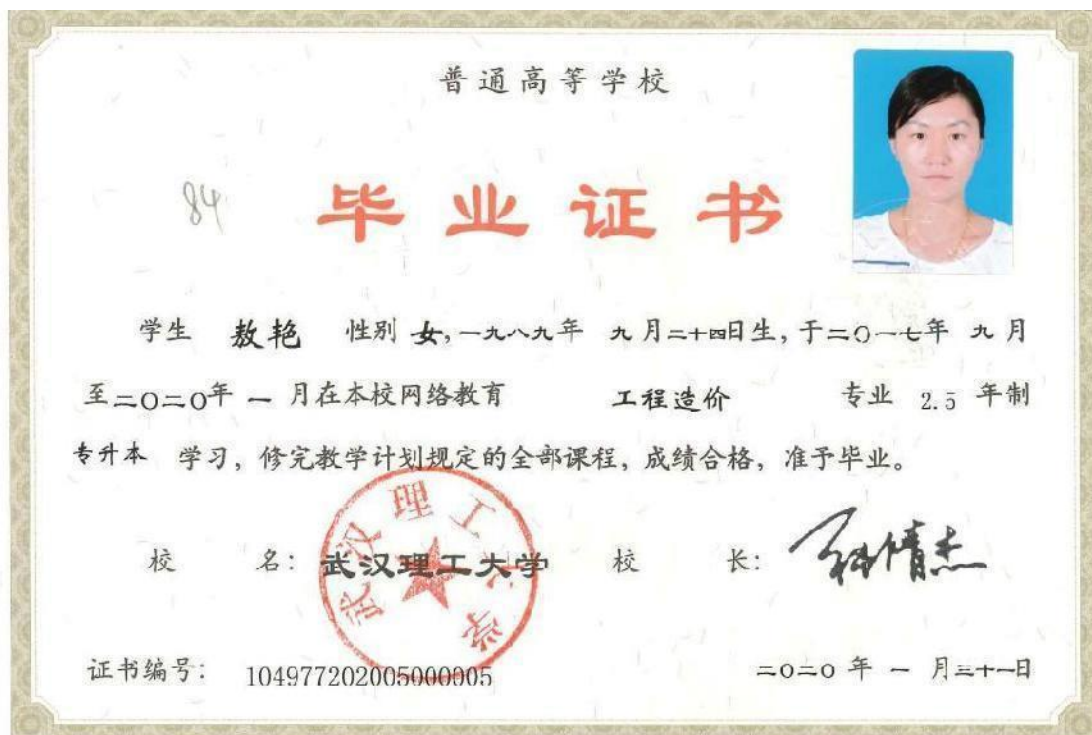 普通高等学校
84
毕业证书
学生 敖艳 性别 女,一九八九年 九月二十四日生,于二〇一七年 九月
至二〇二〇年 一 月在本校网络教育 工程造价 专业 2.5 年制
专升本 学习,修完教学计划规定的全部课程,成绩合格,准予毕业。
武汉理工大学
校 名: 武汉理工大学 校 长:
证书编号: 104977202005000005 二〇二〇 年 一 月三十一日